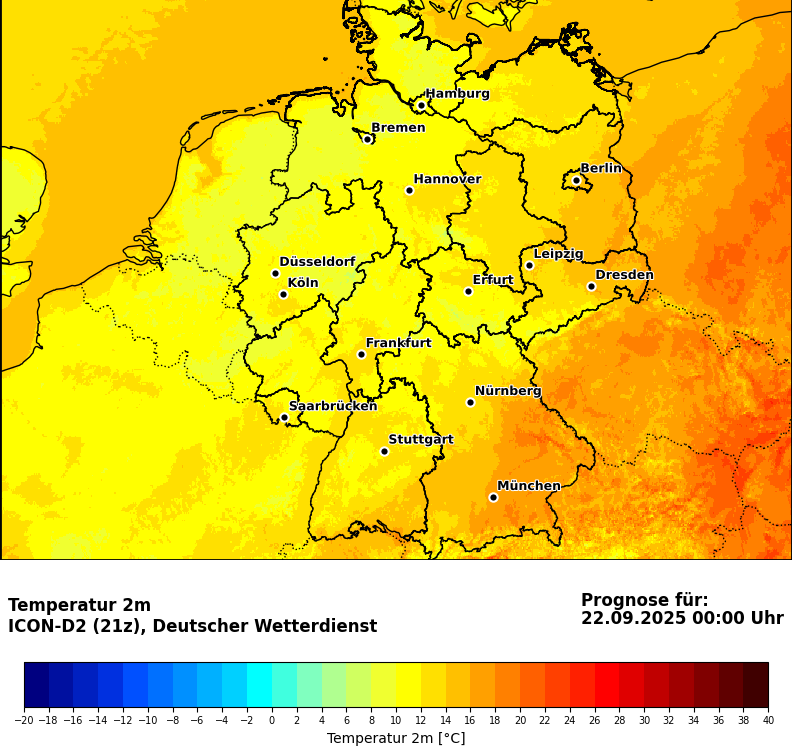 Hamburg
Bremen
Berlin
Hannover
Leipzig
Düsseldorf
Dresden
Köln
Erfurt
Frankfurt
Nürnberg
Saarbrücken
Stuttgart
München
Temperatur 2m
ICON-D2 (21z), Deutscher Wetterdienst
Prognose für:
22.09.2025 00:00 Uhr
−20 −18 −16 −14 −12 −10 −8 −6 −4 −2 0 2 4 6 8 10 12 14 16 18 20 22 24 26 28 30 32 34 36 38 40
Temperatur 2m [°C]